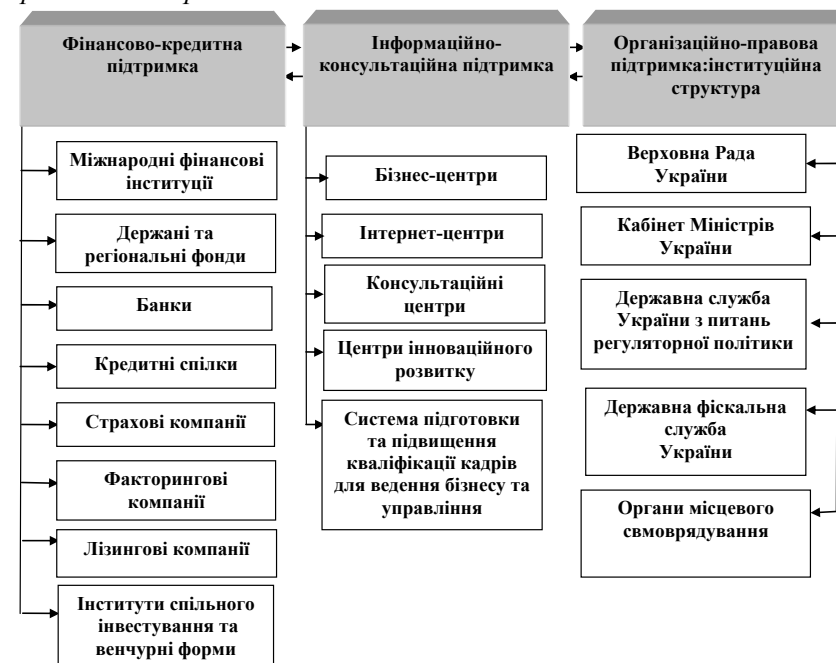 Фінансово-кредитна
підтримка
Інформаційно-
консультаційна підтримка
Організаційно-правова
підтримка:інституційна
структура
Міжнародні фінансові
інституції
Держані та
регіональні фонди
Банки
Кредитні спілки
Страхові компанії
Факторингові
компанії
Лізингові компанії
Інститути спільного
інвестування та
венчурні форми
Бізнес-центри
Інтернет-центри
Консультаційні
центри
Центри інноваційного
розвитку
Система підготовки
та підвищення
кваліфікації кадрів
для ведення бізнесу та
управління
Верховна Рада
України
Кабінет Міністрів
України
Державна служба
України з питань
регуляторної політики
Державна фіскальна
служба
України
Органи місцевого
свмоврядування